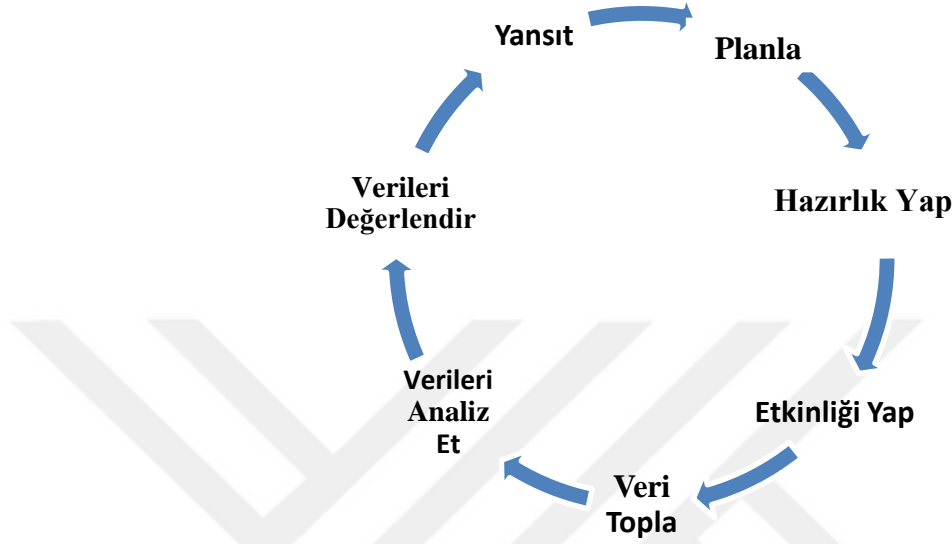 Yansıt
Planla
Hazırlık Yap
Etkinliği Yap
Veri
Topla
Verileri
Analiz
Et
Verileri
Değerlendir